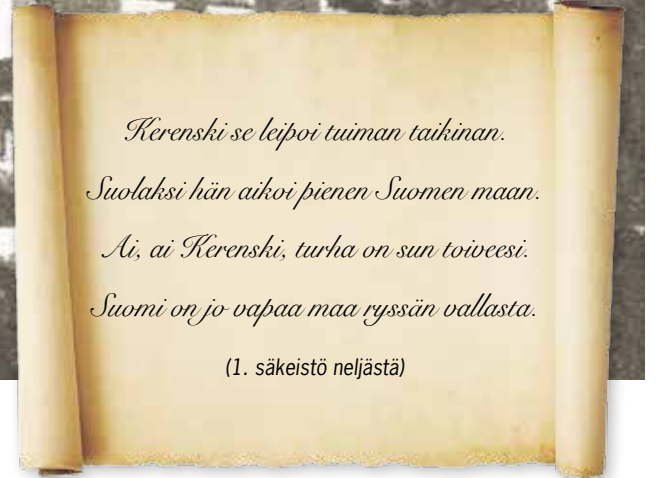 Kerenski se leipoi tuiman taikinan.
Suolaksi hän aikoi pienen Suomen maan.
Ai, ai Kerenski, turha on sun toiveesi.
Suomi on jo vapaa maa ryssän vallasta.
(1. säkeistö neljästä)